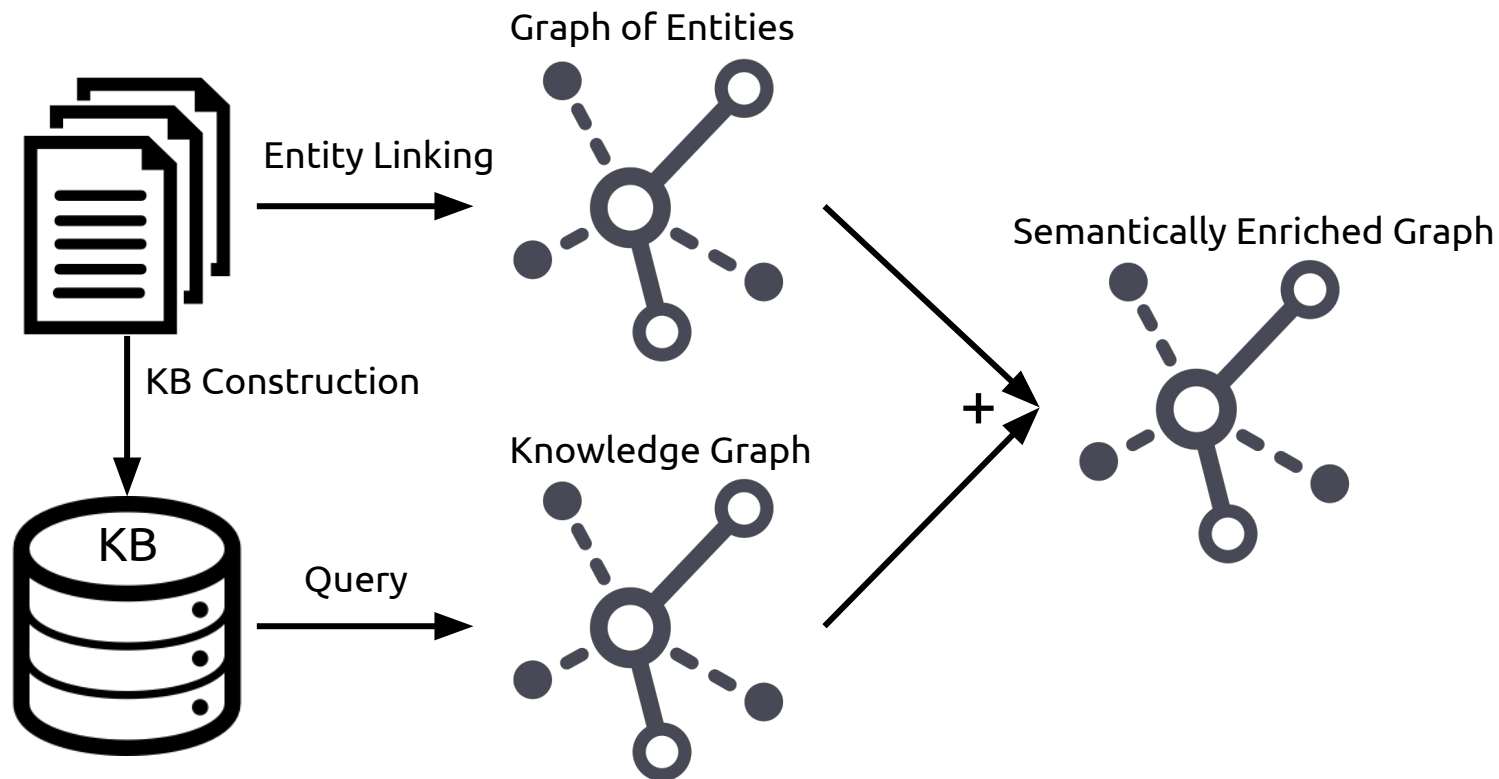 Graph of Entities
Entity Linking
Semantically Enriched Graph
KB Construction
+
Knowledge Graph
KB
Query